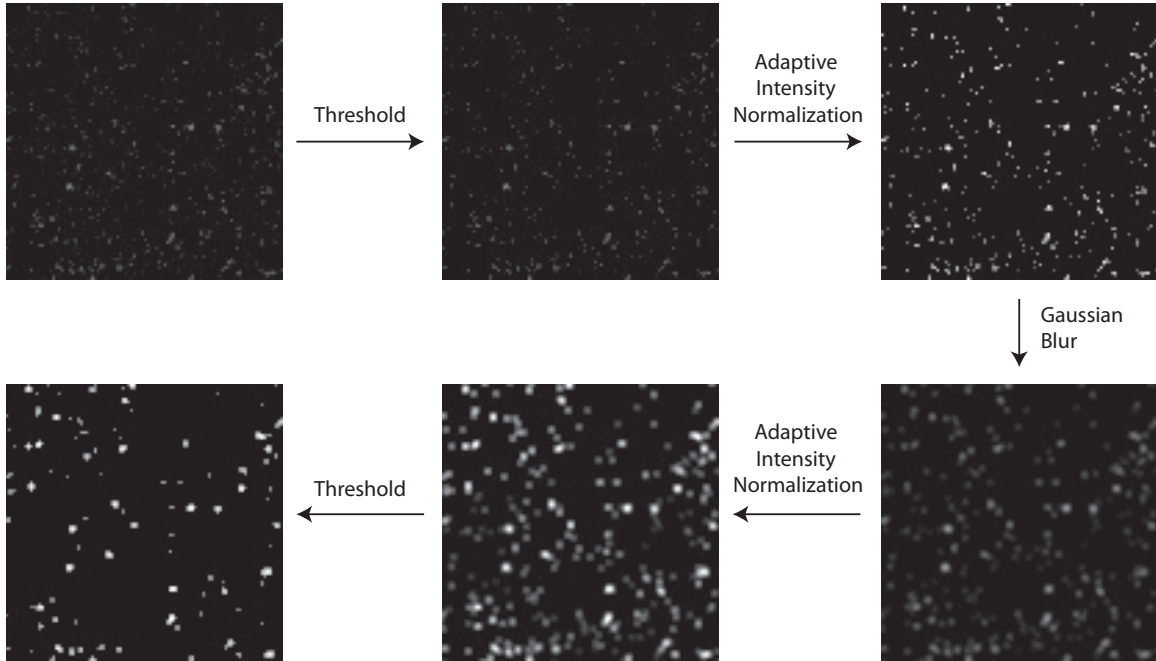 Threshold
Adaptive
Intensity
Normalization
Gaussian
Blur
Adaptive
Intensity
Normalization
Threshold